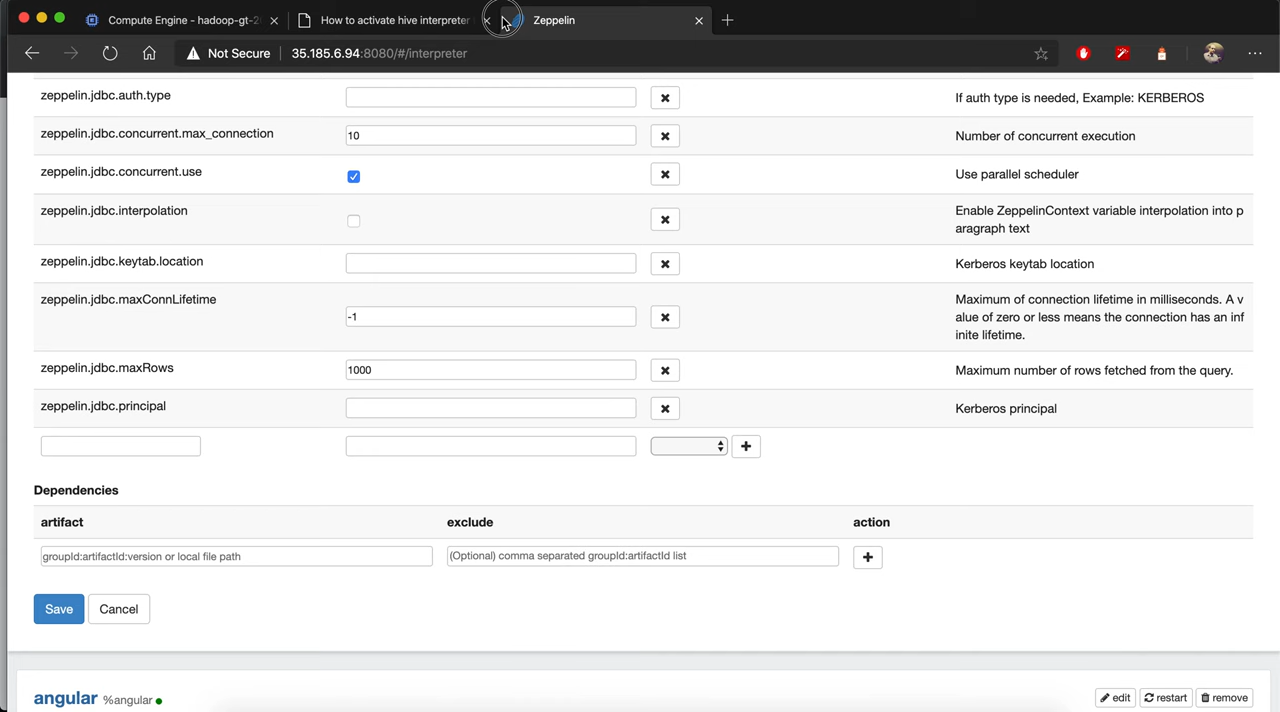 Compute Engine - hadoop-gt-2
How to activate hive interpreter
Zeppelin
Not Secure
35.185.6.94:8080/#/interpreter
zeppelin.jdbc.auth.type
If auth type is needed, Example: KERBEROS
zeppelin.jdbc.concurrent.max_connection
10
Number of concurrent execution
zeppelin.jdbc.concurrent.use
Use parallel scheduler
zeppelin.jdbc.interpolation
Enable ZeppelinContext variable interpolation into p
aragraph text
zeppelin.jdbc.keytab.location
Kerberos keytab location
zeppelin.jdbc.maxConnLifetime
-1
Maximum of connection lifetime in milliseconds. A v
alue of zero or less means the connection has an inf
inite lifetime.
zeppelin.jdbc.maxRows
1000
Maximum number of rows fetched from the query.
zeppelin.jdbc.principal
Kerberos principal
Dependencies
artifact
exclude
action
groupId:artifactId:version or local file path
(Optional) comma separated groupId:artifactId list
Save
Cancel
angular %angular
edit
restart
remove